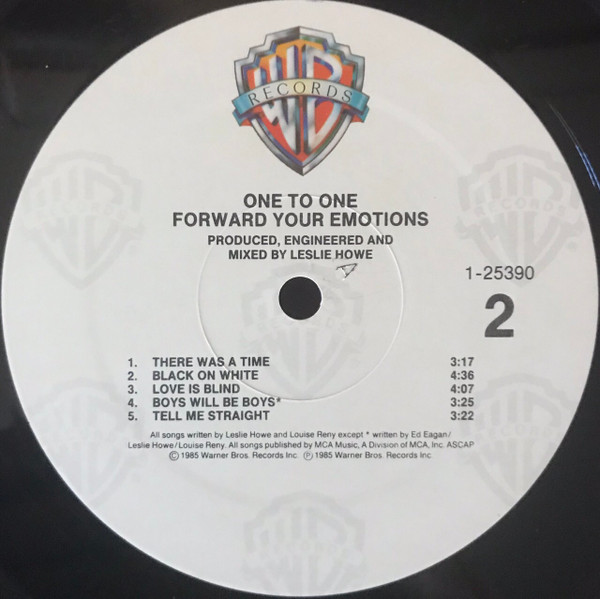 WB
RECORDS
ONE TO ONE
FORWARD YOUR EMOTIONS
PRODUCED, ENGINEERED AND
MIXED BY LESLIE HOWE
1-25390
2
1. THERE WAS A TIME 3:17
2. BLACK ON WHITE 4:36
3. LOVE IS BLIND 4:07
4. BOYS WILL BE BOYS* 3:25
5. TELL ME STRAIGHT 3:22
All songs written by Leslie Howe and Louise Reny except * written by Ed Eagan/
Leslie Howe/Louise Reny. All songs published by MCA Music, A Division of MCA, Inc. ASCAP
© 1985 Warner Bros. Records Inc. ℗ 1985 Warner Bros. Records Inc.